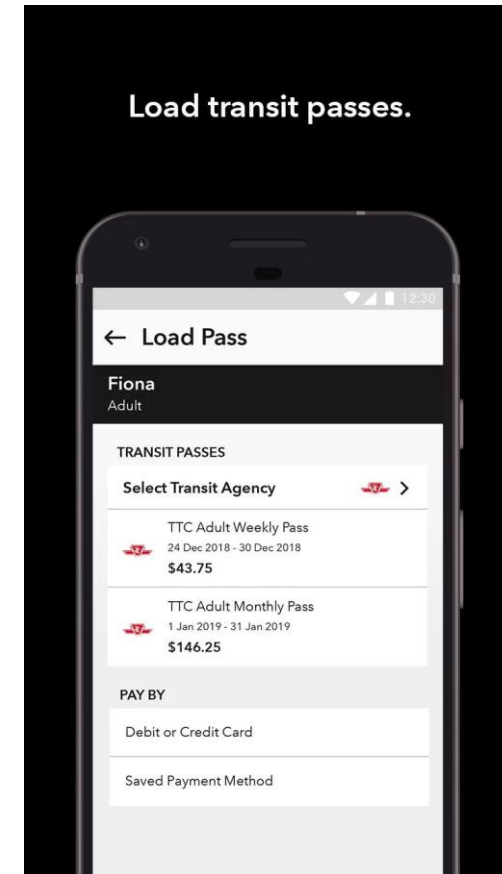 Load transit passes.
12:30
← Load Pass
Fiona
Adult
TRANSIT PASSES
Select Transit Agency
TTC Adult Weekly Pass
24 Dec 2018 - 30 Dec 2018
$43.75
TTC Adult Monthly Pass
1 Jan 2019 - 31 Jan 2019
$146.25
PAY BY
Debit or Credit Card
Saved Payment Method